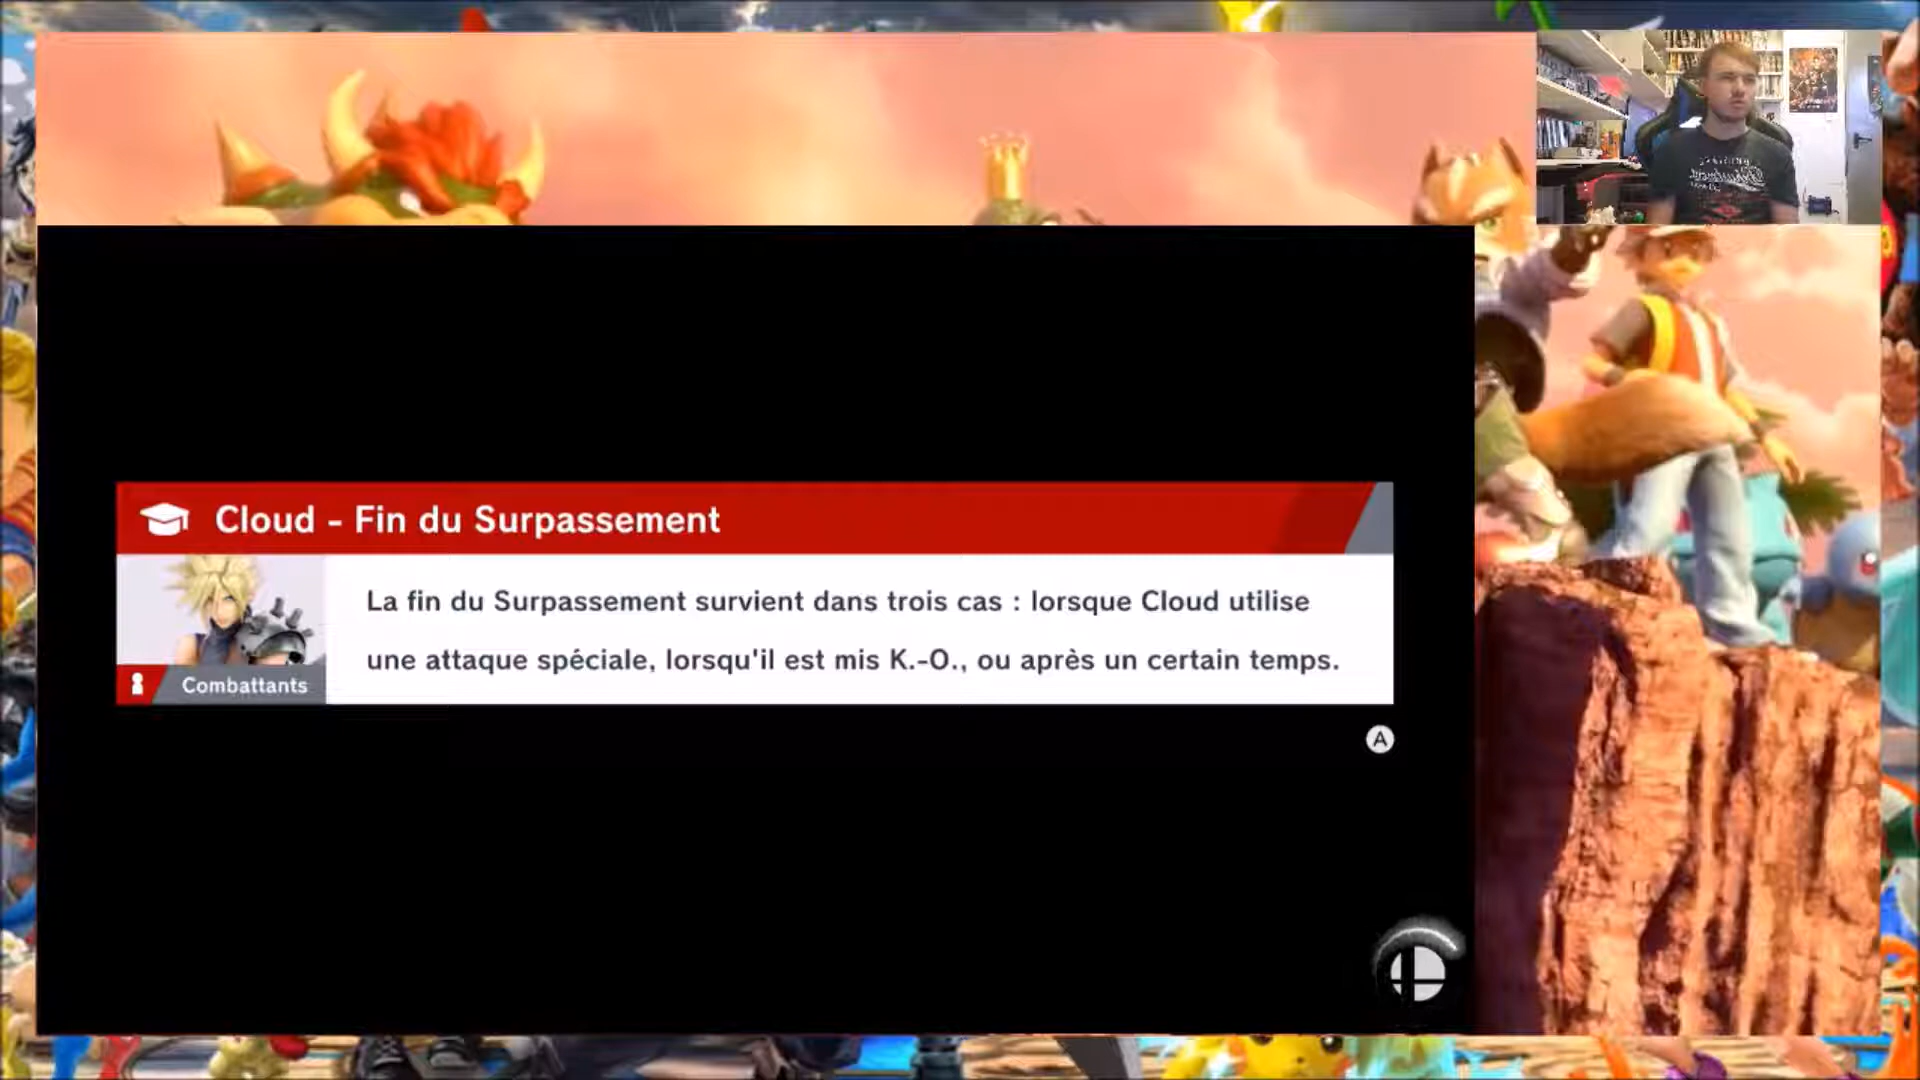 Cloud - Fin du Surpassement
La fin du Surpassement survient dans trois cas : lorsque Cloud utilise
une attaque spéciale, lorsqu'il est mis K.-O., ou après un certain temps.
Combattants
A